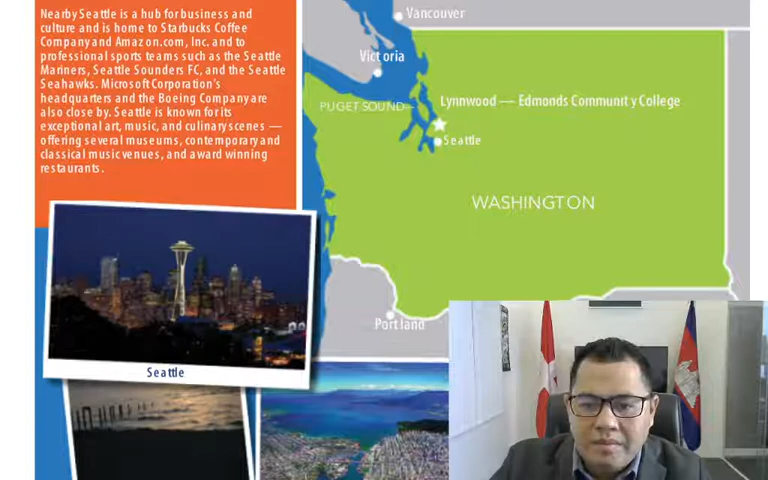 Nearby Seattle is a hub for business and
culture and is home to Starbucks Coffee
Company and Amazon.com, Inc. and to
professional sports teams such as the Seattle
Mariners, Seattle Sounders FC, and the Seattle
Seahawks. Microsoft Corporation's
headquarters and the Boeing Company are
also close by. Seattle is known for its
exceptional art, music, and culinary scenes —
offering several museums, contemporary and
classical music venues, and award winning
restaurants.
Vancouver
Victoria
PUGET SOUND
Lynnwood — Edmonds Community College
Seattle
WASHINGTON
Portland
Seattle